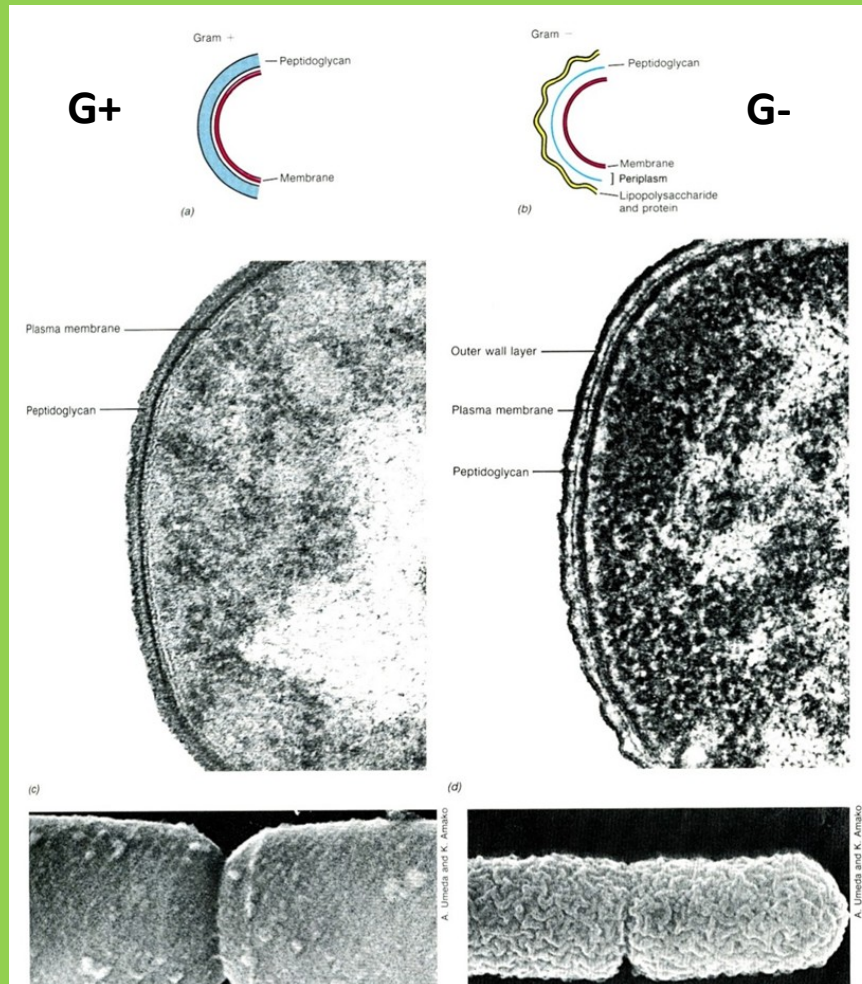 Gram +
Peptidoglycan
G+
Membrane
(a)
Gram −
Peptidoglycan
G-
Membrane
] Periplasm
Lipopolysaccharide
and protein
(b)
Plasma membrane
Peptidoglycan
Outer wall layer
Plasma membrane
Peptidoglycan
(c)
(d)
A. Umeda and K. Amako
A. Umeda and K. Amako